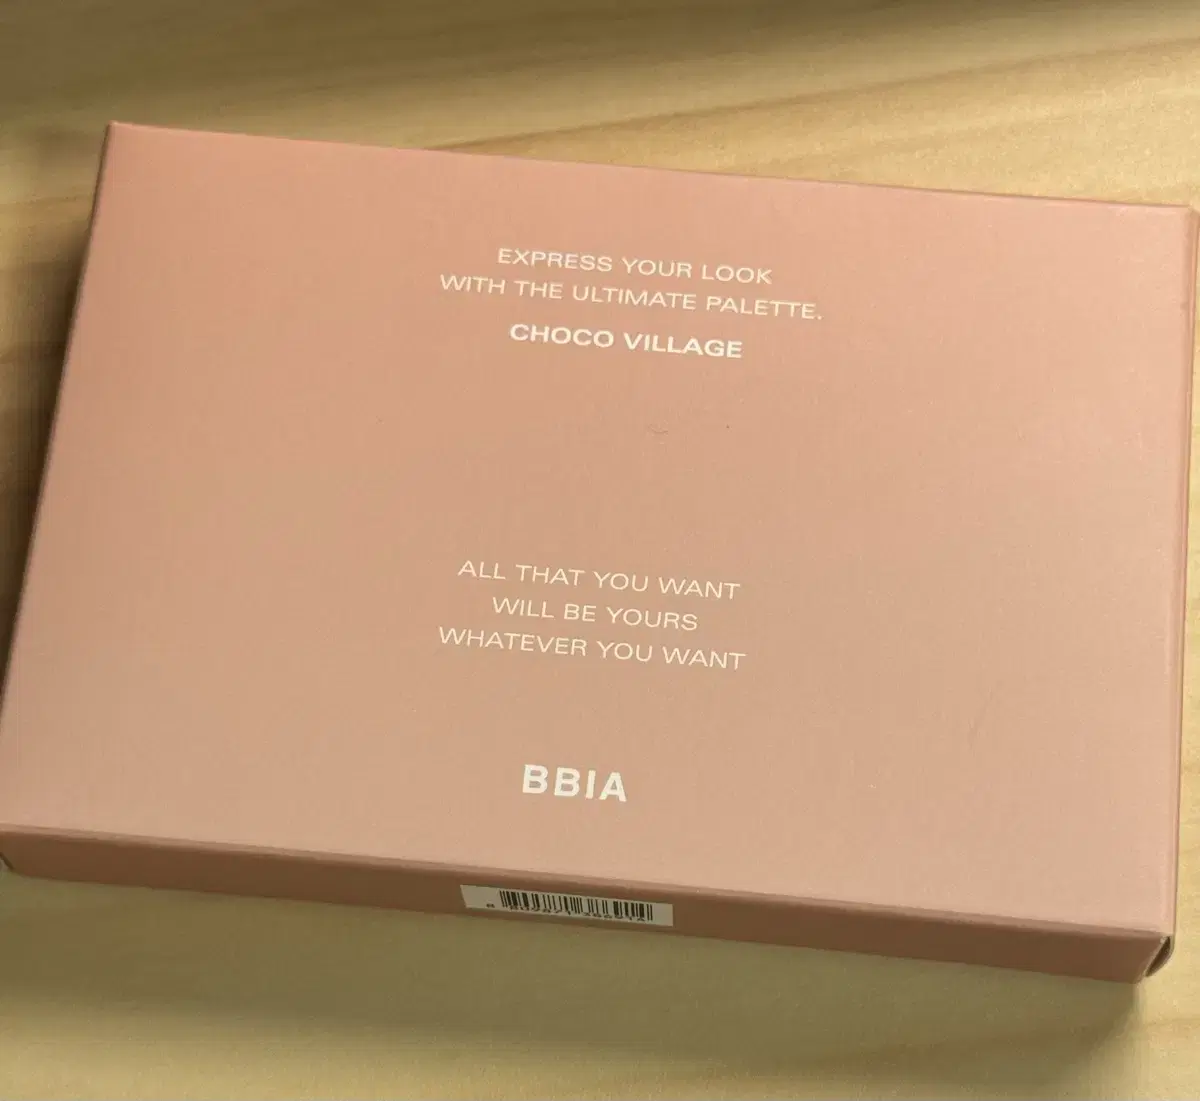 EXPRESS YOUR LOOK
WITH THE ULTIMATE PALETTE.
CHOCO VILLAGE
ALL THAT YOU WANT
WILL BE YOURS
WHATEVER YOU WANT
BBIA